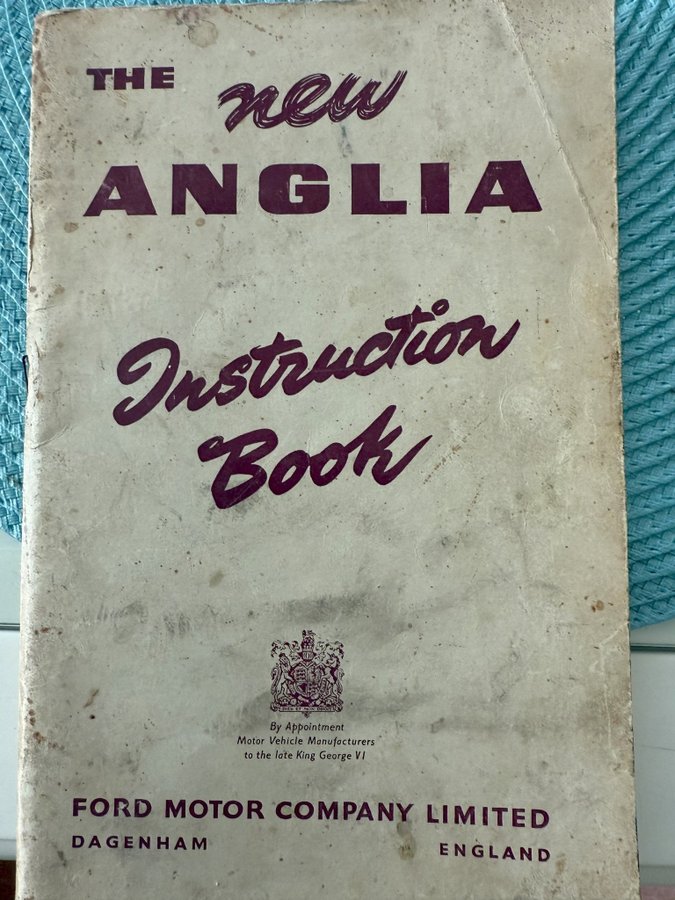 THE new
ANGLIA
Instruction
Book
By Appointment
Motor Vehicle Manufacturers
to the late King George VI
FORD MOTOR COMPANY LIMITED
DAGENHAM ENGLAND